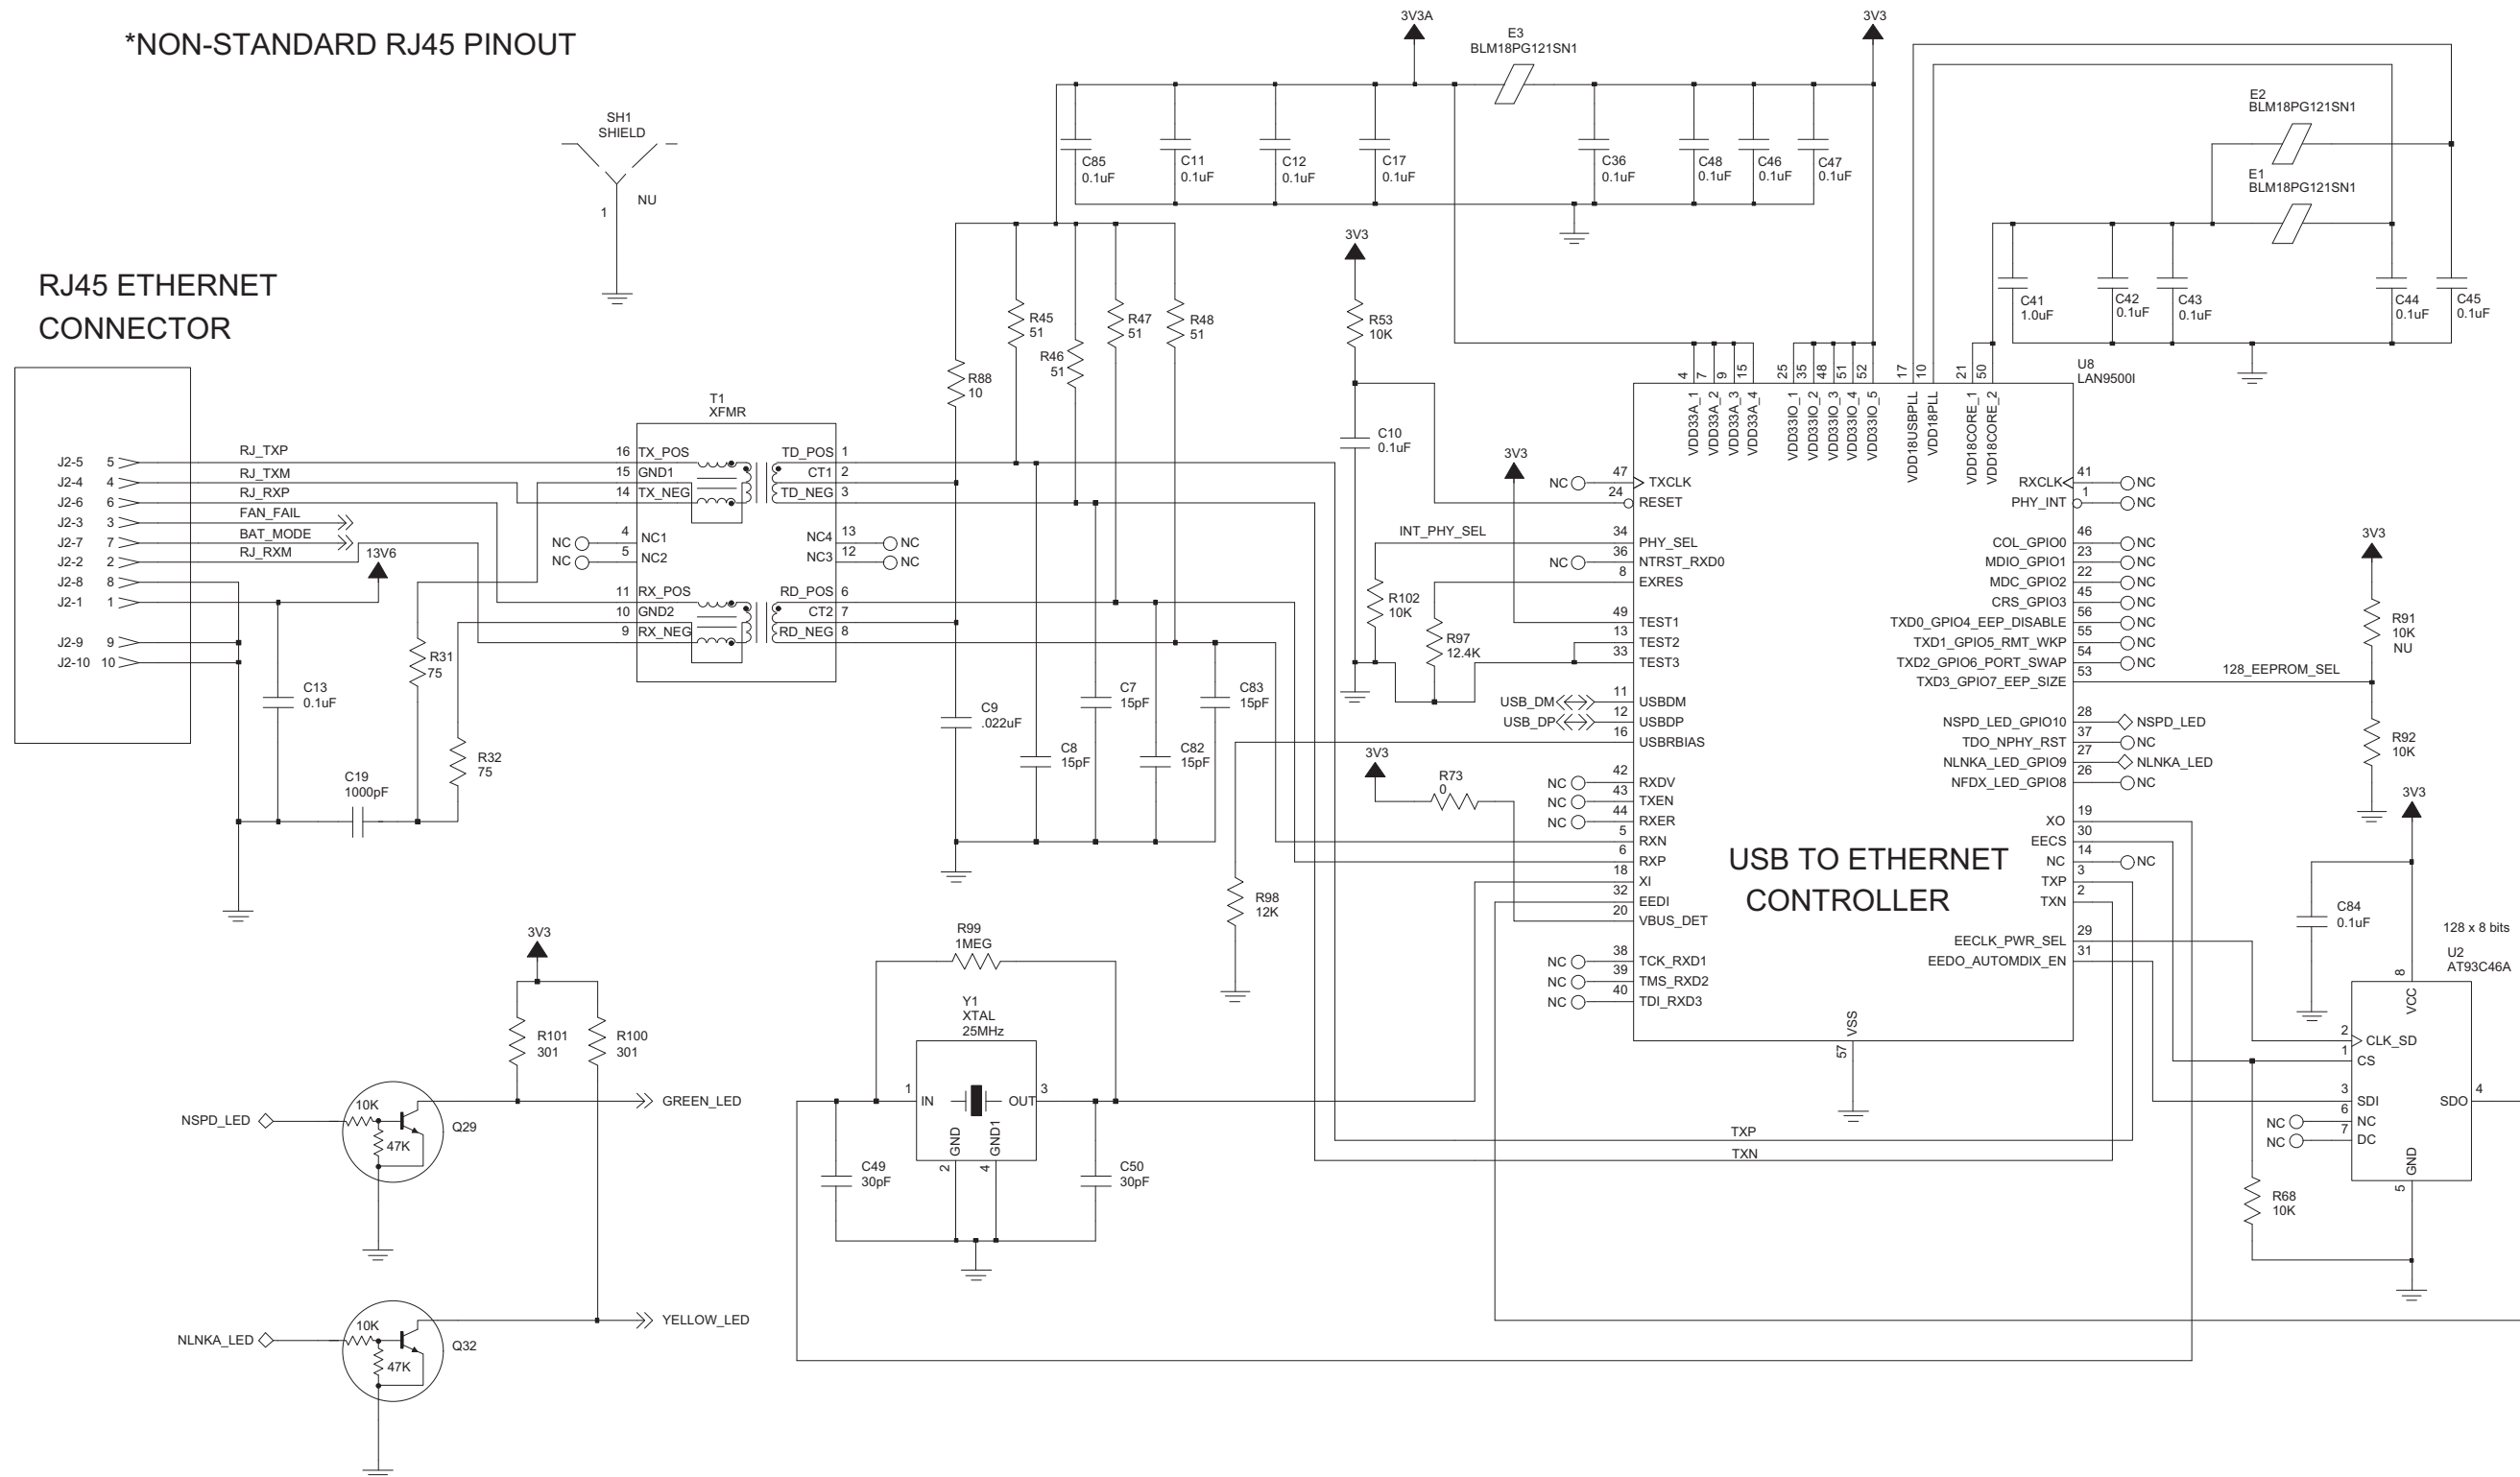 *NON-STANDARD RJ45 PINOUT
SH1
SHIELD
NU
1
RJ45 ETHERNET
CONNECTOR
J2-5 5
J2-4 4
J2-6 6
J2-3 3
J2-7 7
J2-2 2
J2-8 8
J2-1 1
J2-9 9
J2-10 10
RJ_TXP
RJ_TXM
RJ_RXP
FAN_FAIL
BAT_MODE
RJ_RXM
13V6
C13
0.1uF
C19
1000pF
R31
75
R32
75
T1
XFMR
16 TX_POS TD_POS 1
15 GND1 CT1 2
14 TX_NEG TD_NEG 3
NC 4 NC1 NC4 13 NC
NC 5 NC2 NC3 12 NC
11 RX_POS RD_POS 6
10 GND2 CT2 7
9 RX_NEG RD_NEG 8
3V3A
E3
BLM18PG121SN1
3V3
C85
0.1uF
C11
0.1uF
C12
0.1uF
C17
0.1uF
C36
0.1uF
C48
0.1uF
C46
0.1uF
C47
0.1uF
E2
BLM18PG121SN1
E1
BLM18PG121SN1
C41
1.0uF
C42
0.1uF
C43
0.1uF
C44
0.1uF
C45
0.1uF
R45
51
R46
51
R47
51
R48
51
R88
10
C9
.022uF
C8
15pF
C7
15pF
C82
15pF
C83
15pF
3V3
R53
10K
C10
0.1uF
3V3
INT_PHY_SEL
R102
10K
R97
12.4K
USB_DM
USB_DP
3V3
R73
0
R98
12K
U8
LAN9500I
4 VDD33A_1
7 VDD33A_2
9 VDD33A_3
15 VDD33A_4
25 VDD33IO_1
35 VDD33IO_2
48 VDD33IO_3
51 VDD33IO_4
52 VDD33IO_5
17 VDD18USBPLL
10 VDD18PLL
21 VDD18CORE_1
50 VDD18CORE_2
NC 47 TXCLK
24 RESET
34 PHY_SEL
NC 36 NTRST_RXD0
8 EXRES
49 TEST1
13 TEST2
33 TEST3
11 USBDM
12 USBDP
16 USBRBIAS
NC 42 RXDV
NC 43 TXEN
NC 44 RXER
5 RXN
6 RXP
18 XI
32 EEDI
20 VBUS_DET
NC 38 TCK_RXD1
NC 39 TMS_RXD2
NC 40 TDI_RXD3
USB TO ETHERNET
CONTROLLER
VSS
57
RXCLK 41 NC
PHY_INT 1 NC
COL_GPIO0 46 NC
MDIO_GPIO1 23 NC
MDC_GPIO2 22 NC
CRS_GPIO3 45 NC
TXD0_GPIO4_EEP_DISABLE 56 NC
TXD1_GPIO5_RMT_WKP 55 NC
TXD2_GPIO6_PORT_SWAP 54 NC
TXD3_GPIO7_EEP_SIZE 53
NSPD_LED_GPIO10 28 NSPD_LED
TDO_NPHY_RST 37 NC
NLNKA_LED_GPIO9 27 NLNKA_LED
NFDX_LED_GPIO8 26 NC
XO 19
EECS 30
NC 14 NC
TXP 3
TXN 2
EECLK_PWR_SEL 29
EEDO_AUTOMDIX_EN 31
3V3
R91
10K
NU
128_EEPROM_SEL
R92
10K
3V3
C84
0.1uF
128 x 8 bits
U2
AT93C46A
8 VCC
2 CLK_SD
1 CS
3 SDI
NC 6 NC
NC 7 DC
SDO 4
GND 5
R68
10K
3V3
R101
301
R100
301
NSPD_LED
10K
47K
Q29
GREEN_LED
NLNKA_LED
10K
47K
Q32
YELLOW_LED
R99
1MEG
Y1
XTAL
25MHz
1 IN OUT 3
GND 2
GND1 4
C49
30pF
C50
30pF
TXP
TXN